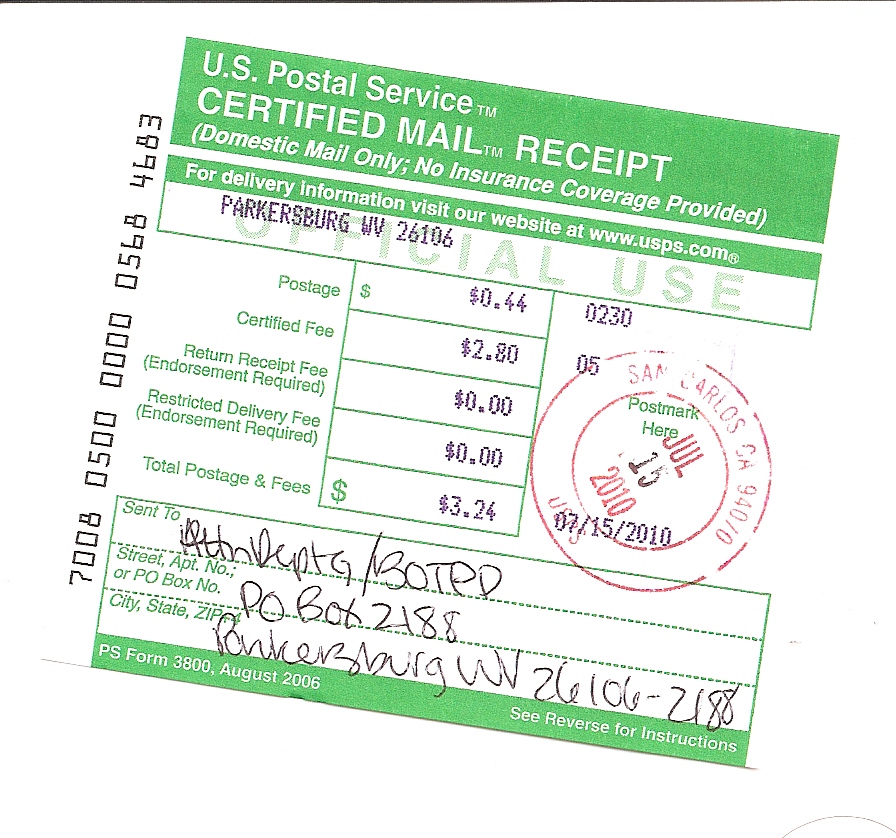 U.S. Postal Service™
CERTIFIED MAIL™ RECEIPT
(Domestic Mail Only; No Insurance Coverage Provided)
For delivery information visit our website at www.usps.com®
OFFICIAL USE
PARKERSBURG WV 26106
Postage $ $0.44
Certified Fee $2.80
Return Receipt Fee
(Endorsement Required) $0.00
Restricted Delivery Fee
(Endorsement Required) $0.00
Total Postage & Fees $ $3.24
0230
05
Postmark
Here
SAN CARLOS CA 94070
JUL
15
2010
USPS
07/15/2010
Sent To
Attn Dept G/BOTPD
Street, Apt. No.;
or PO Box No. PO Box 2188
City, State, ZIP+4 Parkersburg WV 26106-2188
PS Form 3800, August 2006
See Reverse for Instructions
7008 0500 0000 0568 4683